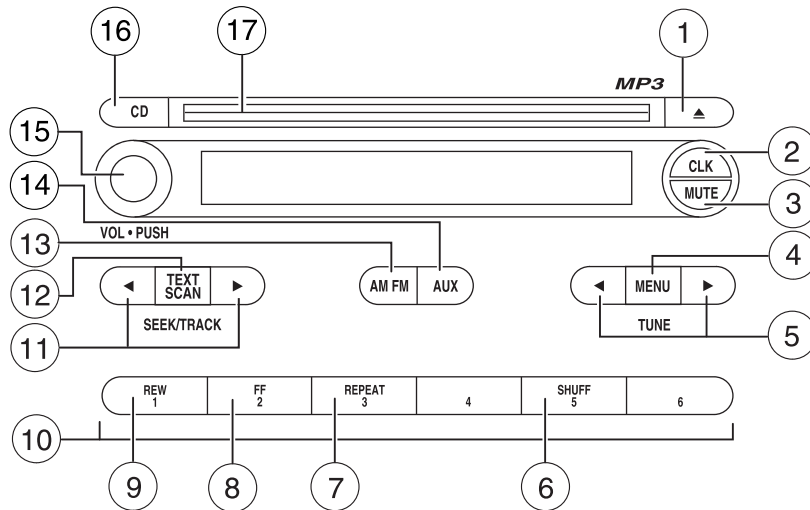 16
17
1
MP3
CD
15
2
CLK
14
MUTE
3
VOL • PUSH
13
4
12
TEXT
SCAN
AM FM
AUX
MENU
SEEK/TRACK
TUNE
11
5
REW
1
FF
2
REPEAT
3
4
SHUFF
5
6
10
9
8
7
6